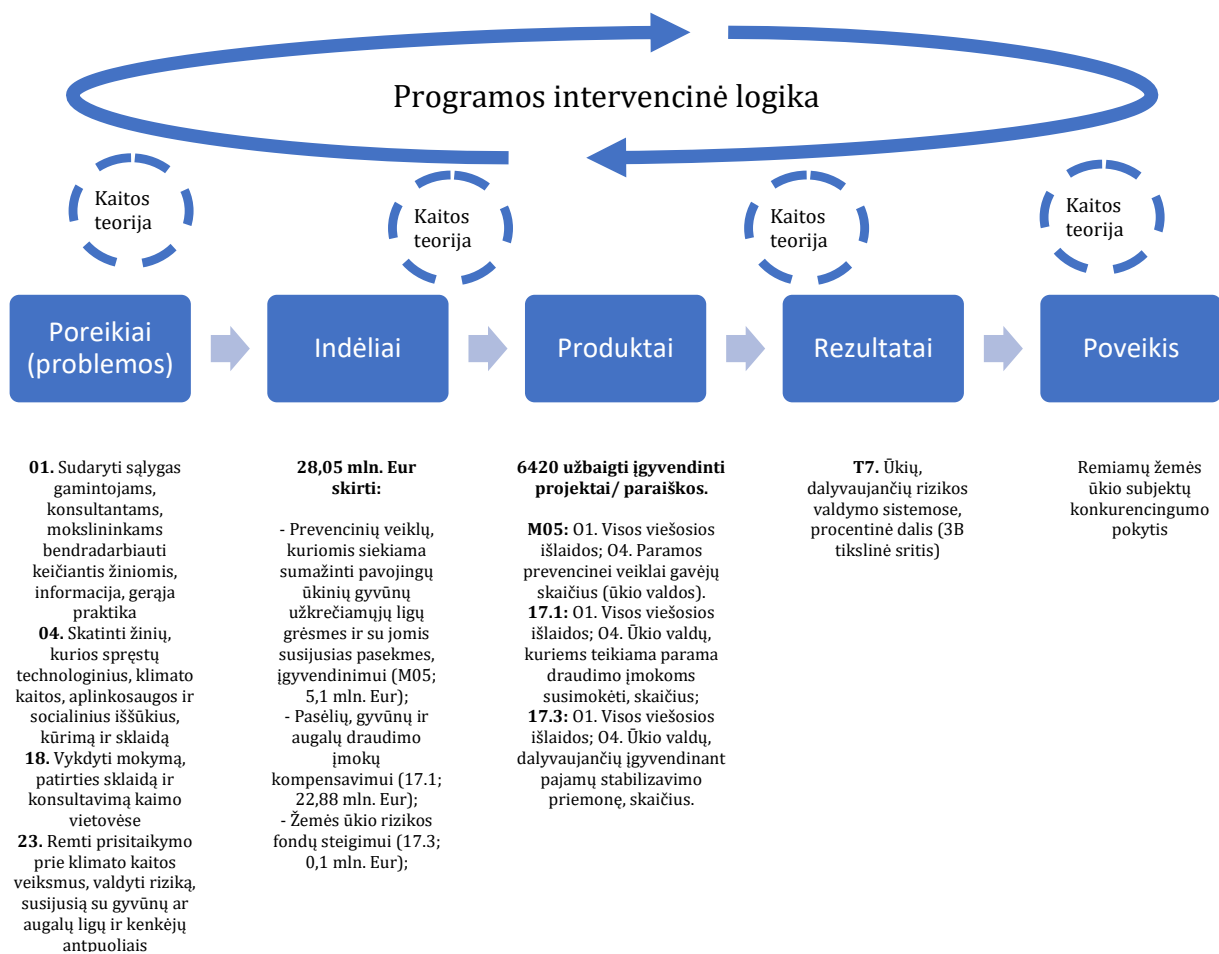 Programos intervencinė logika
Kaitos
teorija
Kaitos
teorija
Kaitos
teorija
Kaitos
teorija
Poreikiai
(problemos)
Indėliai
Produktai
Rezultatai
Poveikis
01. Sudaryti sąlygas
gamintojams,
konsultantams,
mokslininkams
bendradarbiauti
keičiantis žiniomis,
informacija, gerąja
praktika
04. Skatinti žinių,
kurios spręstų
technologinius, klimato
kaitos, aplinkosaugos ir
socialinius iššūkius,
kūrimą ir sklaidą
18. Vykdyti mokymą,
patirties sklaidą ir
konsultavimą kaimo
vietovėse
23. Remti prisitaikymo
prie klimato kaitos
veiksmus, valdyti riziką,
susijusią su gyvūnų ar
augalų ligų ir kenkėjų
antpuoliais
28,05 mln. Eur
skirti:
- Prevencinių veiklų,
kuriomis siekiama
sumažinti pavojingų
ūkinių gyvūnų
užkrečiamųjų ligų
grėsmes ir su jomis
susijusias pasekmes,
įgyvendinimui (M05;
5,1 mln. Eur);
- Pasėlių, gyvūnų ir
augalų draudimo
įmokų
kompensavimui (17.1;
22,88 mln. Eur);
- Žemės ūkio rizikos
fondų steigimui (17.3;
0,1 mln. Eur);
6420 užbaigti įgyvendinti
projektai/ paraiškos.
M05: O1. Visos viešosios
išlaidos; O4. Paramos
prevencinei veiklai gavėjų
skaičius (ūkio valdos).
17.1: O1. Visos viešosios
išlaidos; O4. Ūkio valdų,
kuriems teikiama parama
draudimo įmokoms
susimokėti, skaičius;
17.3: O1. Visos viešosios
išlaidos; O4. Ūkio valdų,
dalyvaujančių įgyvendinant
pajamų stabilizavimo
priemonę, skaičius.
T7. Ūkių,
dalyvaujančių rizikos
valdymo sistemose,
procentinė dalis (3B
tikslinė sritis)
Remiamų žemės
ūkio subjektų
konkurencingumo
pokytis